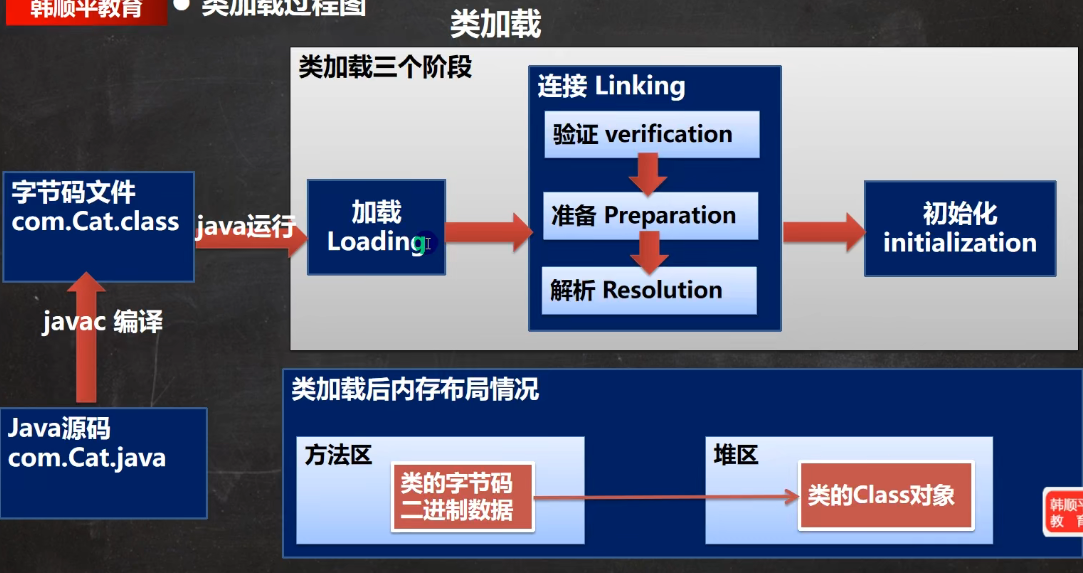 韩顺平教育
● 类加载过程图
类加载
类加载三个阶段
连接 Linking
验证 verification
准备 Preparation
解析 Resolution
字节码文件
com.Cat.class
java运行
加载
Loading
初始化
initialization
javac 编译
Java源码
com.Cat.java
类加载后内存布局情况
方法区
类的字节码
二进制数据
堆区
类的Class对象
韩顺平
教 育